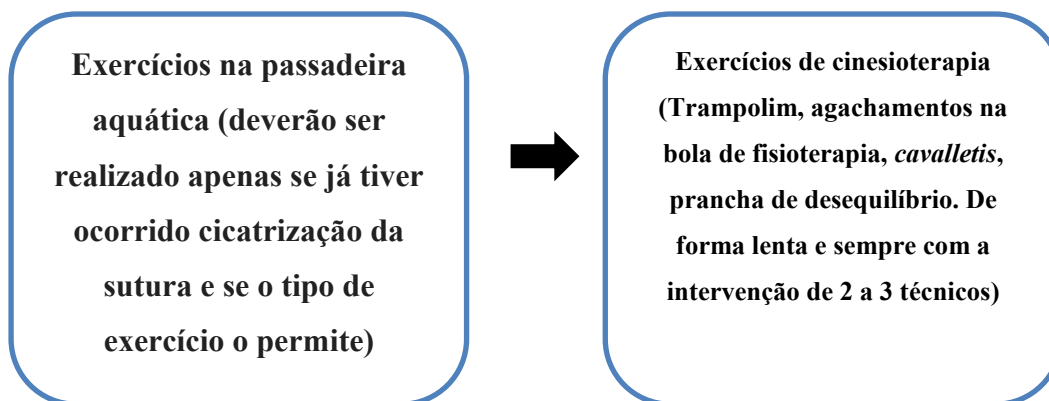 Exercícios na passadeira
aquática (deverão ser
realizado apenas se já tiver
ocorrido cicatrização da
sutura e se o tipo de
exercício o permite)
Exercícios de cinesioterapia
(Trampolim, agachamentos na
bola de fisioterapia, cavalletis,
prancha de desequilíbrio. De
forma lenta e sempre com a
intervenção de 2 a 3 técnicos)